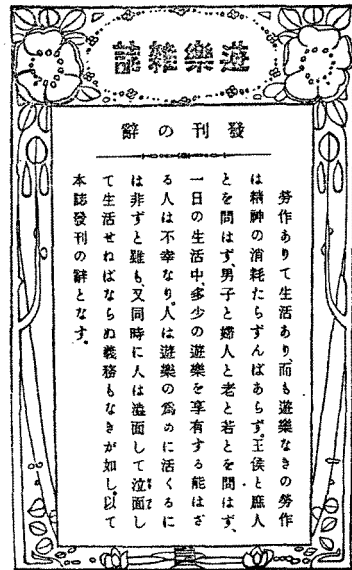 遊樂雜誌
發刊の辭
勞作ありて生活あり、而も遊樂なきの勞作
は精神の消耗たらずんばあらず。王侯と庶人
とを問はず、男子と婦人と老と若とを問はず、
一日の生活中、多少の遊樂を享有する能はざ
る人は不幸なり。人は遊樂の爲めに活くるに
は非ずと雖も、又同時に人は澁面して泣面し
て生活せねばならぬ義務もなきが如し。以て
本誌發刊の辭となす。